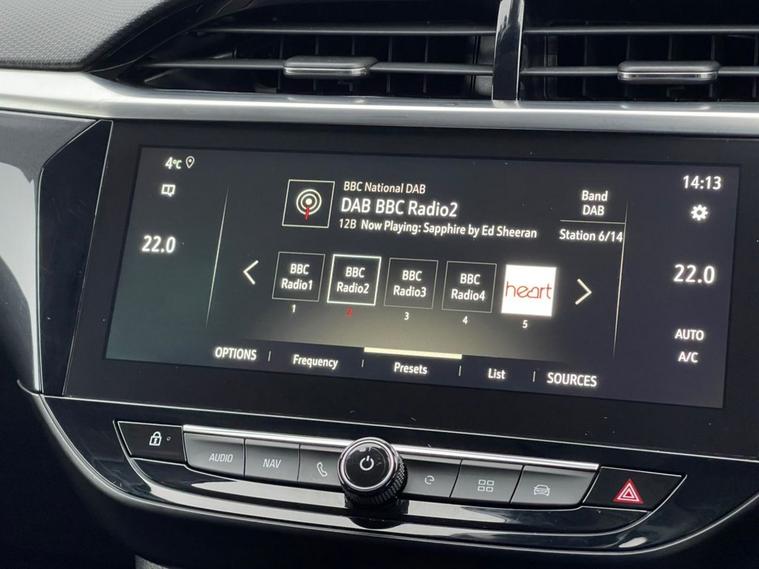 4°C
14:13
BBC National DAB
DAB BBC Radio2
12B Now Playing: Sapphire by Ed Sheeran
Band
DAB
Station 6/14
22.0
22.0
BBC
Radio1
BBC
Radio2
BBC
Radio3
BBC
Radio4
heart
1
2
3
4
5
AUTO
A/C
OPTIONS
Frequency
Presets
List
SOURCES
AUDIO
NAV